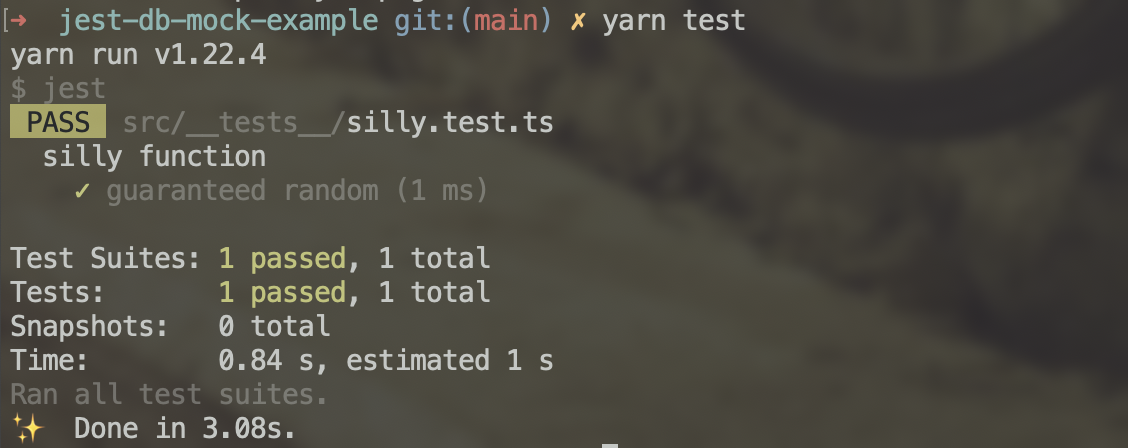 [➜  jest-db-mock-example git:(main) ✗ yarn test
yarn run v1.22.4
$ jest
PASS  src/__tests__/silly.test.ts
  silly function
    ✓ guaranteed random (1 ms)

Test Suites: 1 passed, 1 total
Tests:       1 passed, 1 total
Snapshots:   0 total
Time:        0.84 s, estimated 1 s
Ran all test suites.
✨  Done in 3.08s.